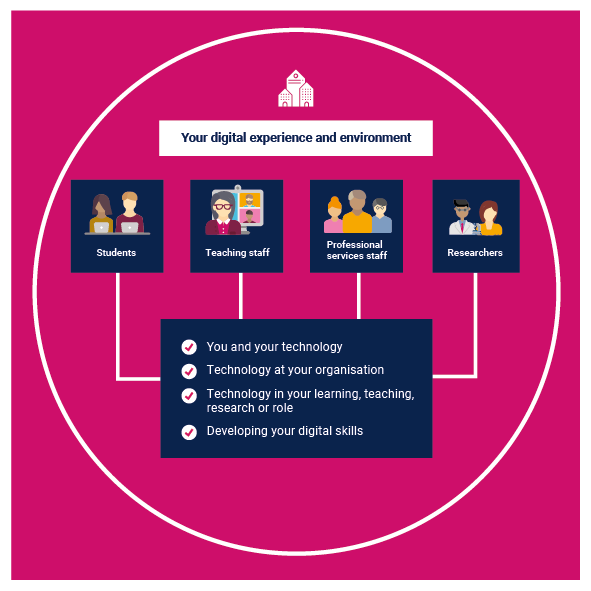 Your digital experience and environment
Students
Teaching staff
Professional
services staff
Researchers
You and your technology
Technology at your organisation
Technology in your learning, teaching,
research or role
Developing your digital skills